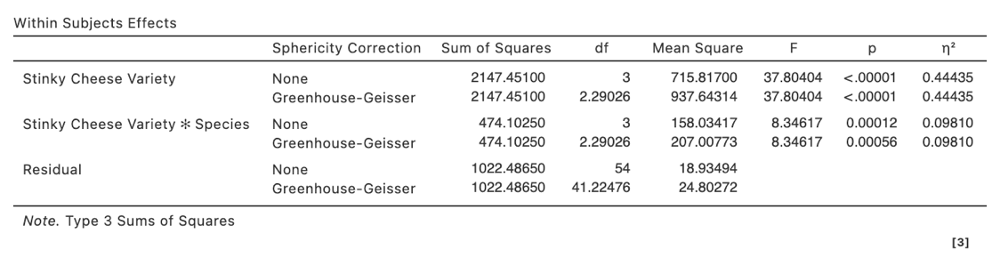 Within Subjects Effects
Sphericity Correction Sum of Squares df Mean Square F p η²
Stinky Cheese Variety None 2147.45100 3 715.81700 37.80404 <.00001 0.44435
Greenhouse-Geisser 2147.45100 2.29026 937.64314 37.80404 <.00001 0.44435
Stinky Cheese Variety ✻ Species None 474.10250 3 158.03417 8.34617 0.00012 0.09810
Greenhouse-Geisser 474.10250 2.29026 207.00773 8.34617 0.00056 0.09810
Residual None 1022.48650 54 18.93494
Greenhouse-Geisser 1022.48650 41.22476 24.80272
Note. Type 3 Sums of Squares
[3]